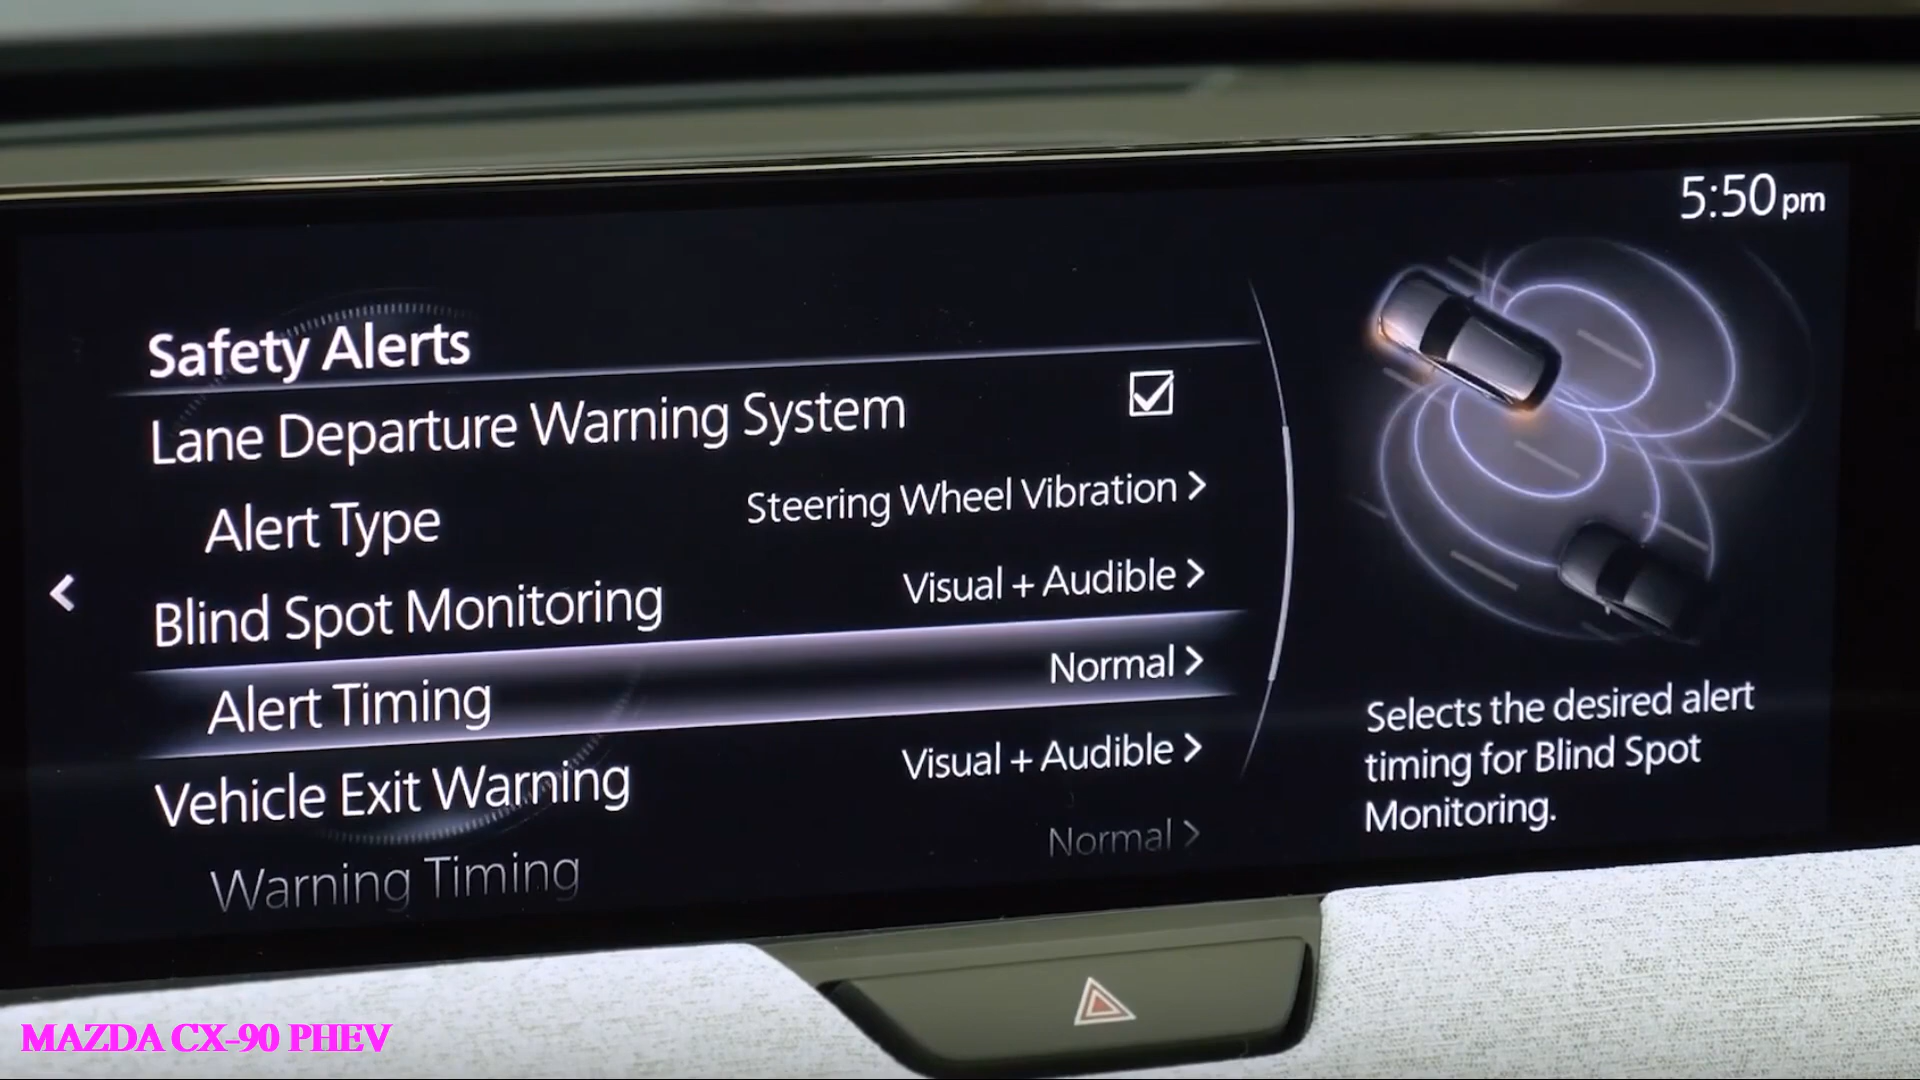 5:50 pm
Safety Alerts
Lane Departure Warning System
Alert Type Steering Wheel Vibration >
Blind Spot Monitoring Visual + Audible >
Alert Timing Normal >
Vehicle Exit Warning Visual + Audible >
Warning Timing Normal >
Selects the desired alert
timing for Blind Spot
Monitoring.
MAZDA CX-90 PHEV